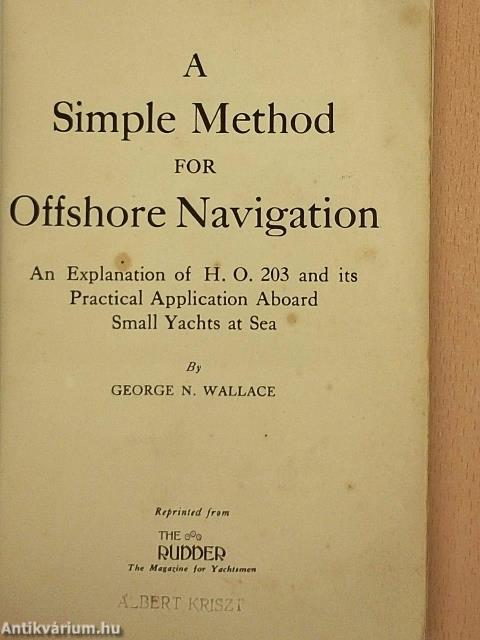 A
Simple Method
FOR
Offshore Navigation
An Explanation of H. O. 203 and its
Practical Application Aboard
Small Yachts at Sea
By
GEORGE N. WALLACE
Reprinted from
THE
RUDDER
The Magazine for Yachtsmen
ALBERT KRISZT
Antikvárium.hu